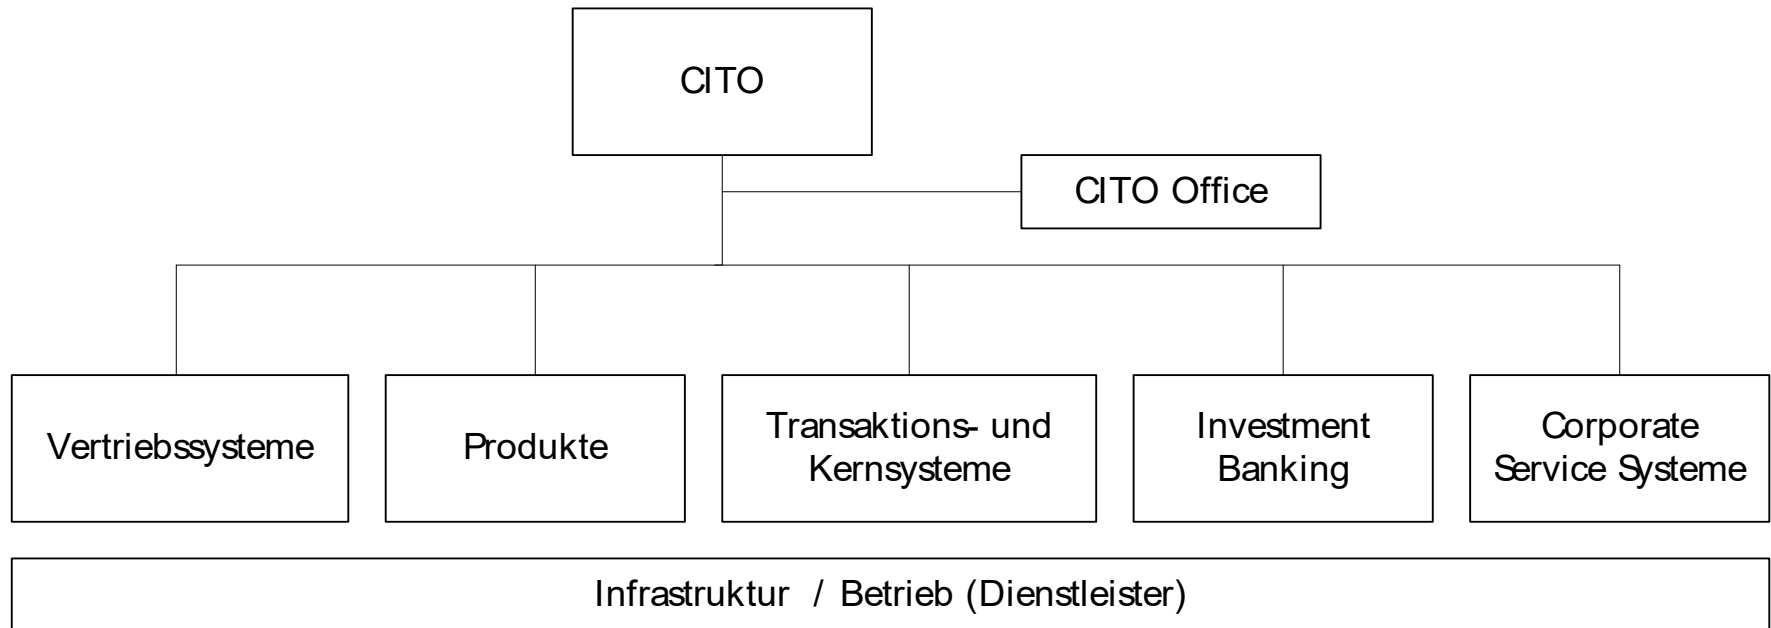 CITO
CITO Office
Vertriebssysteme
Produkte
Transaktions- und
Kernsysteme
Investment
Banking
Corporate
Service Systeme
Infrastruktur / Betrieb (Dienstleister)